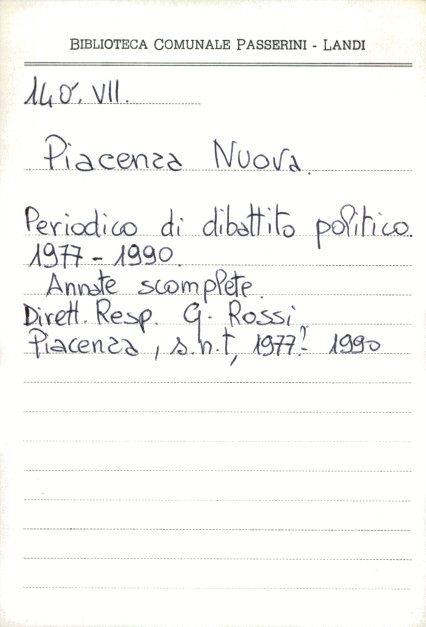 BIBLIOTECA COMUNALE PASSERINI - LANDI
140. VII.
Piacenza Nuova.
Periodico di dibattito politico.
1977 - 1990.
Annate scomplete.
Dirett. Resp. G. Rossi
Piacenza, s.n.t, 1977? - 1990